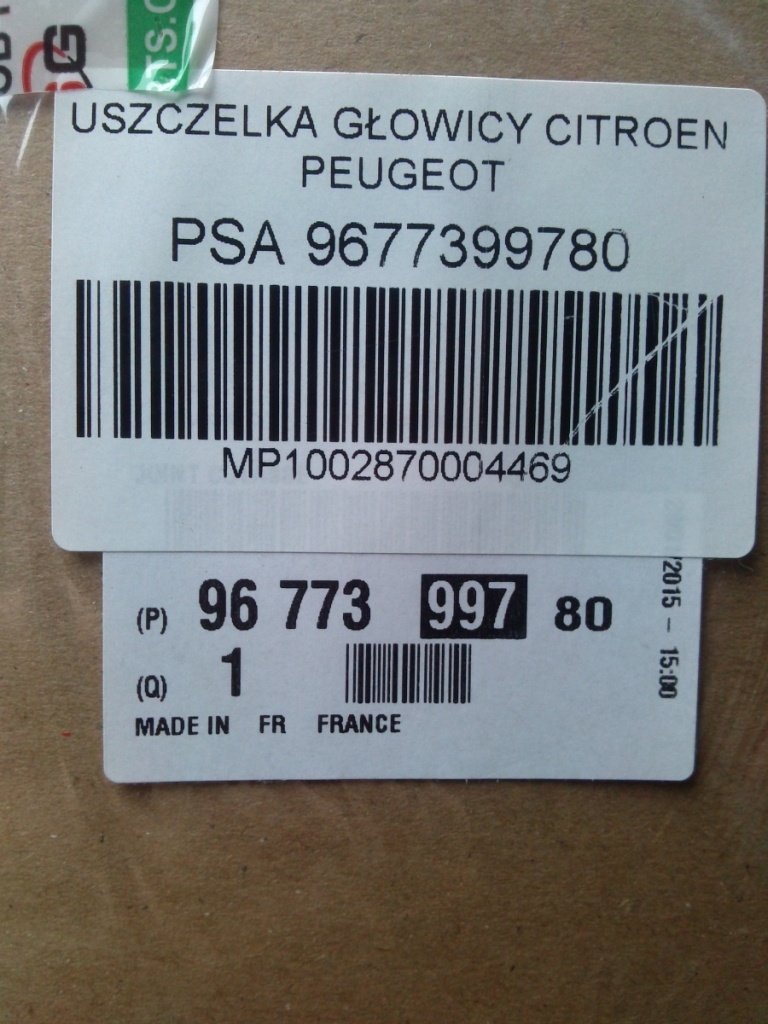 TS.C
G
USZCZELKA GŁOWICY CITROEN
PEUGEOT
PSA 9677399780
MP1002870004469
(P) 96 773 997 80
(Q) 1
MADE IN FR FRANCE
/2015 – 15:00